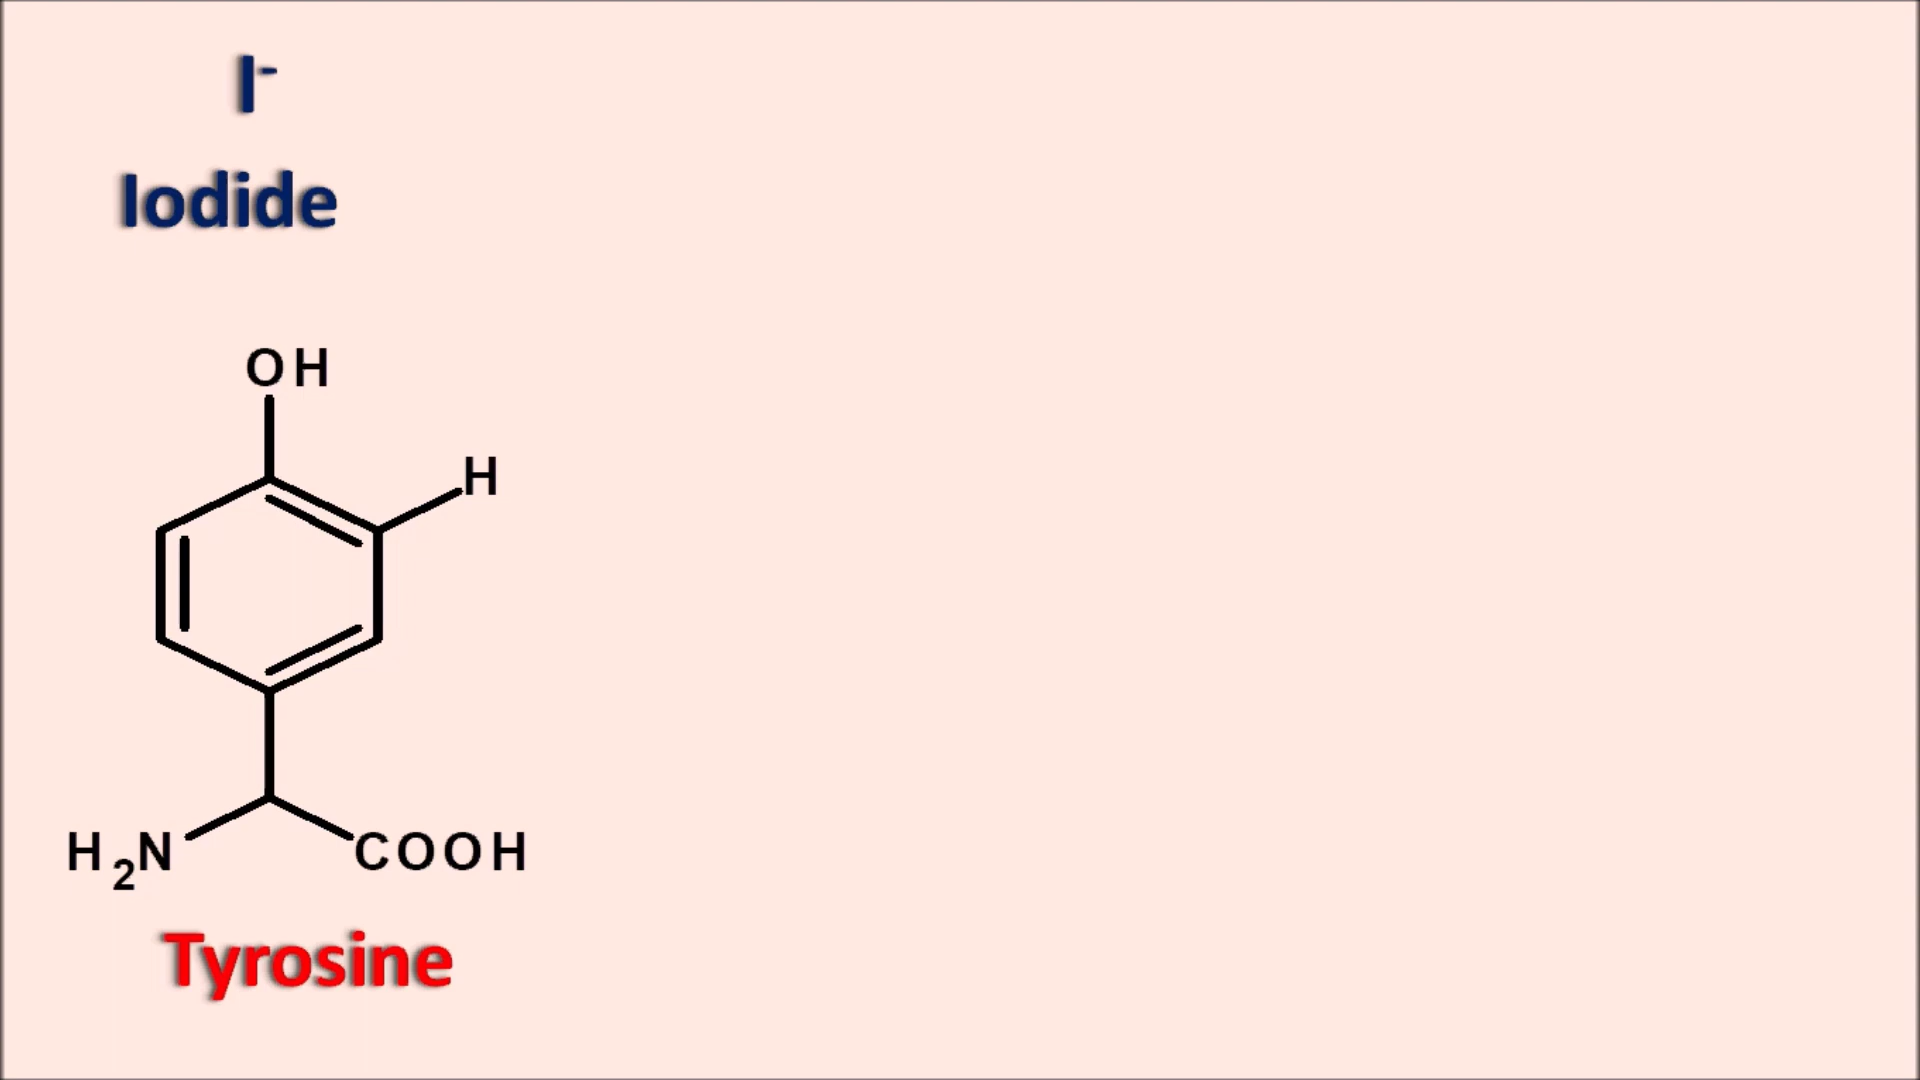 I⁻
Iodide
OH
H
H₂N COOH
Tyrosine